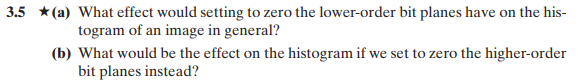 3.5 ★(a) What effect would setting to zero the lower-order bit planes have on the his-
togram of an image in general?
(b) What would be the effect on the histogram if we set to zero the higher-order
bit planes instead?